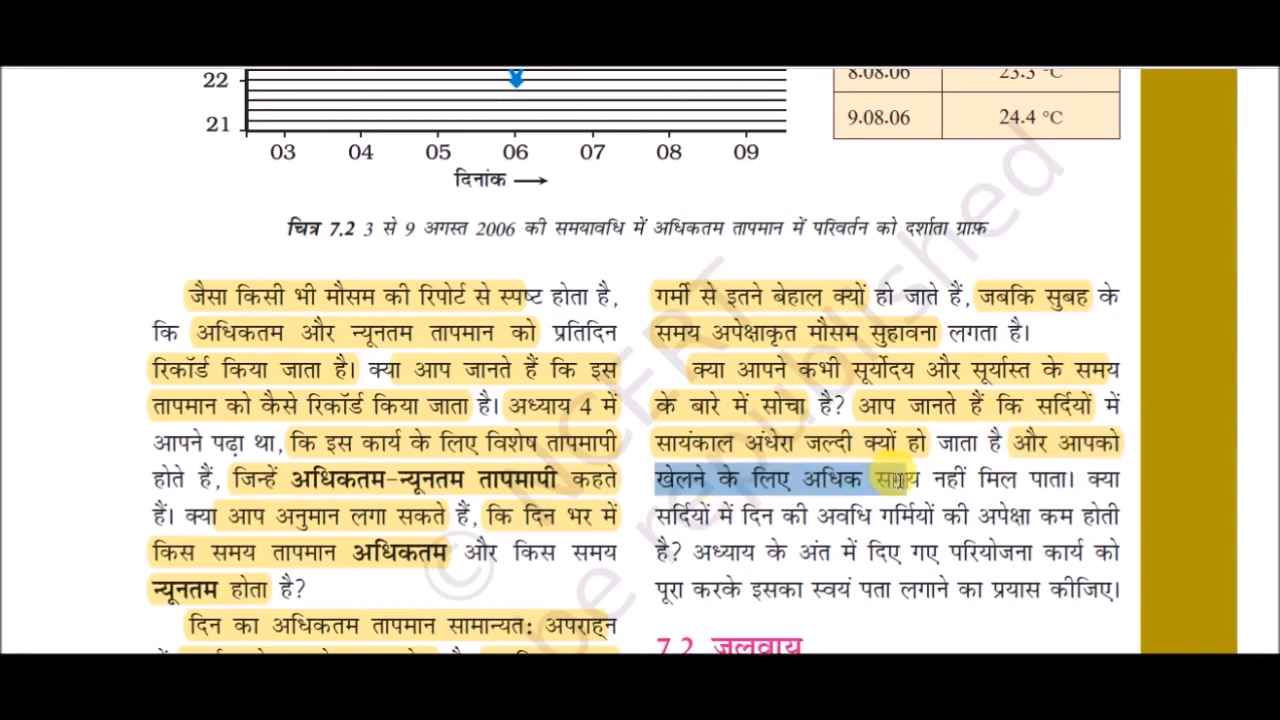 22
21
03 04 05 06 07 08 09
दिनांक
8.08.06 23.3 °C
9.08.06 24.4 °C
चित्र 7.2 3 से 9 अगस्त 2006 की समयावधि में अधिकतम तापमान में परिवर्तन को दर्शाता ग्राफ़
जैसा किसी भी मौसम की रिपोर्ट से स्पष्ट होता है,
कि अधिकतम और न्यूनतम तापमान को प्रतिदिन
रिकॉर्ड किया जाता है। क्या आप जानते हैं कि इस
तापमान को कैसे रिकॉर्ड किया जाता है। अध्याय 4 में
आपने पढ़ा था, कि इस कार्य के लिए विशेष तापमापी
होते हैं, जिन्हें अधिकतम-न्यूनतम तापमापी कहते
हैं। क्या आप अनुमान लगा सकते हैं, कि दिन भर में
किस समय तापमान अधिकतम और किस समय
न्यूनतम होता है?
दिन का अधिकतम तापमान सामान्यत: अपराह्न
गर्मी से इतने बेहाल क्यों हो जाते हैं, जबकि सुबह के
समय अपेक्षाकृत मौसम सुहावना लगता है।
क्या आपने कभी सूर्योदय और सूर्यास्त के समय
के बारे में सोचा है? आप जानते हैं कि सर्दियों में
सायंकाल अंधेरा जल्दी क्यों हो जाता है और आपको
खेलने के लिए अधिक समय नहीं मिल पाता। क्या
सर्दियों में दिन की अवधि गर्मियों की अपेक्षा कम होती
है? अध्याय के अंत में दिए गए परियोजना कार्य को
पूरा करके इसका स्वयं पता लगाने का प्रयास कीजिए।
7.2 जलवायु
© NCERT
be republished